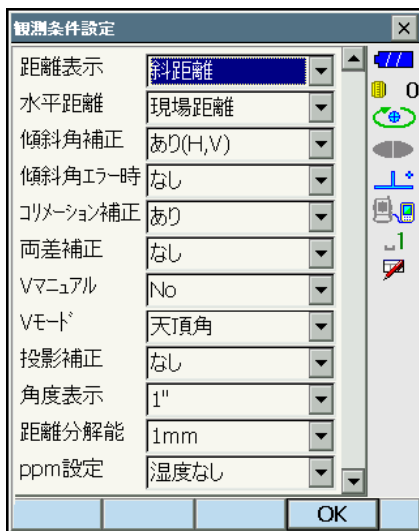 観測条件設定
距離表示 斜距離
水平距離 現場距離
傾斜角補正 あり(H,V)
傾斜角ｴﾗｰ時 なし
ｺﾘﾒｰｼｮﾝ補正 あり
両差補正 なし
Vﾏﾆｭｱﾙ No
Vﾓｰﾄﾞ 天頂角
投影補正 なし
角度表示 1"
距離分解能 1mm
ppm設定 湿度なし
0
1
OK